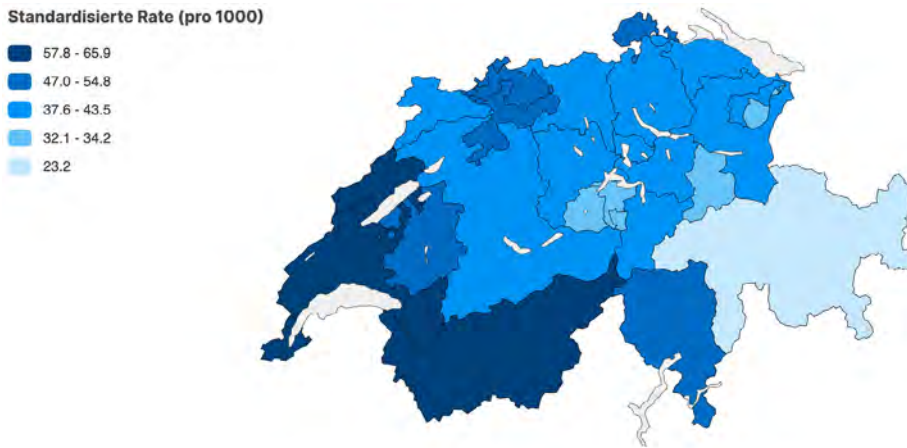 Standardisierte Rate (pro 1000)
57.8 - 65.9
47.0 - 54.8
37.6 - 43.5
32.1 - 34.2
23.2